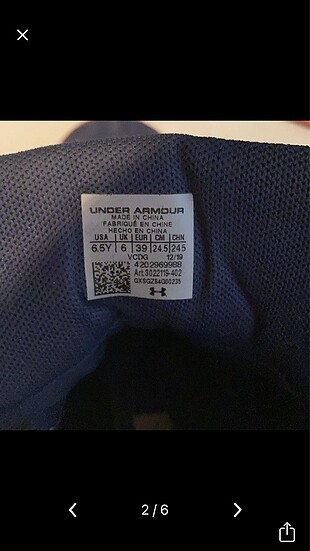 UNDER ARMOUR
MADE IN CHINA
FABRIQUÉ EN CHINE
HECHO EN CHINA
USA | UK | EUR | CM | CHN
6.5Y | 6 | 39 | 24.5 | 245
VCDG 12/19
4202969988
Art 3022119-402
2 / 6